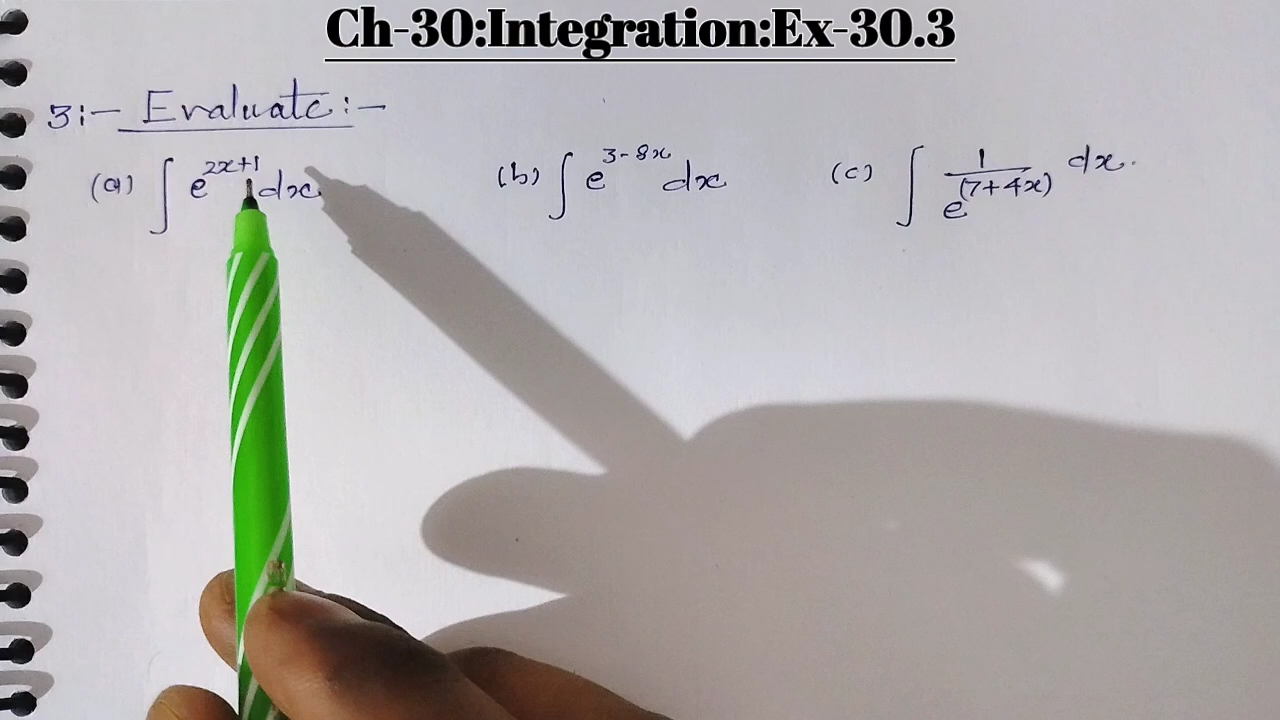 Ch-30:Integration:Ex-30.3
3:- Evaluate:-
(a) ∫ e^{2x+1} dx (b) ∫ e^{3-8x} dx (c) ∫ 1/e^{(7+4x)} dx.